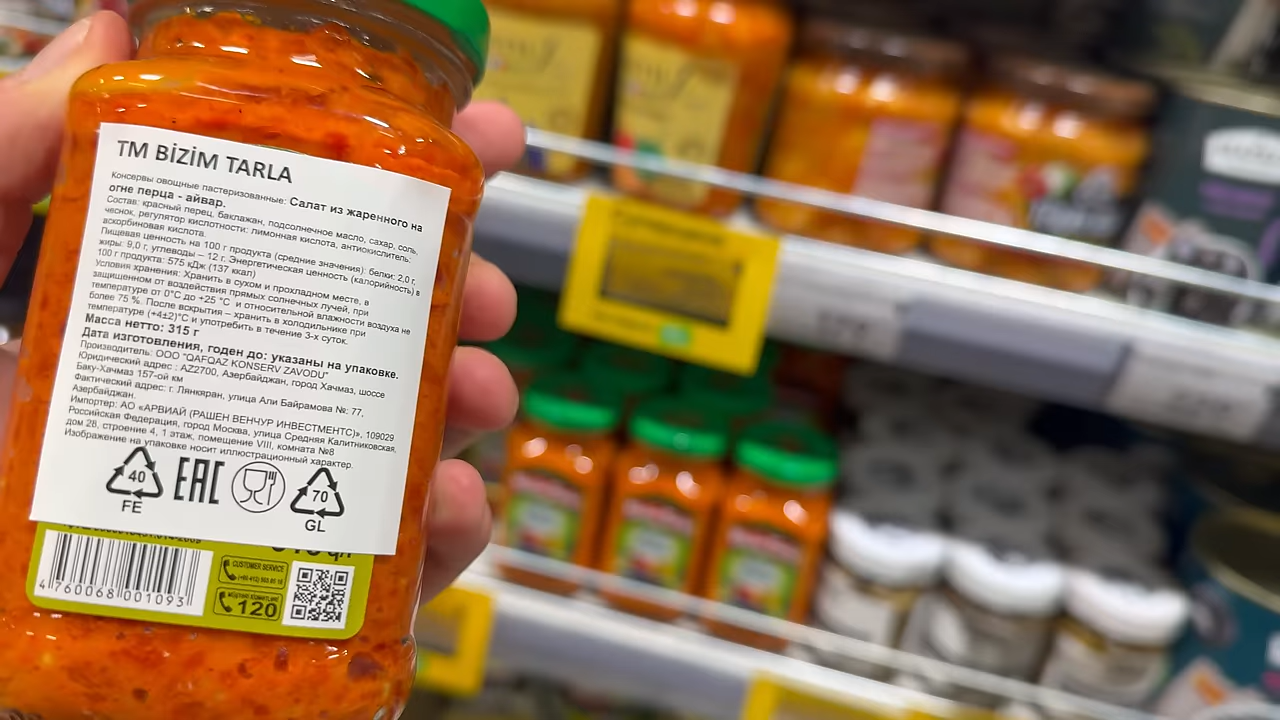 TM BİZİM TARLA
Консервы овощные пастеризованные: Салат из жаренного на
огне перца - айвар.
Состав: красный перец, баклажан, подсолнечное масло, сахар, соль,
чеснок, регулятор кислотности: лимонная кислота, антиокислитель:
аскорбиновая кислота.
Пищевая ценность на 100 г продукта (средние значения): белки: 2,0 г,
жиры: 9,0 г, углеводы – 12 г. Энергетическая ценность (калорийность) в
100 г продукта: 575 кДж (137 ккал)
Условия хранения: Хранить в сухом и прохладном месте, в
защищенном от воздействия прямых солнечных лучей, при
температуре от 0°С до +25 °С и относительной влажности воздуха не
более 75 %. После вскрытия – хранить в холодильнике при
температуре (+4±2)°С и употребить в течение 3-х суток.
Масса нетто: 315 г
Дата изготовления, годен до: указаны на упаковке.
Производитель: ООО "QAFQAZ KONSERV ZAVODU"
Юридический адрес : AZ2700, Азербайджан, город Хачмаз, шоссе
Баку-Хачмаз 157-ой км
Фактический адрес: г. Лянкяран, улица Али Байрамова №: 77,
Азербайджан.
Импортер: АО «АРВИАЙ (РАШЕН ВЕНЧУР ИНВЕСТМЕНТС)», 109029
Российская Федерация, город Москва, улица Средняя Калитниковская,
дом 28, строение 4, 1 этаж, помещение VIII, комната №8
Изображение на упаковке носит иллюстрационный характер.
40
FE
EAC
70
GL
4760068001093
CUSTOMER SERVICE
120